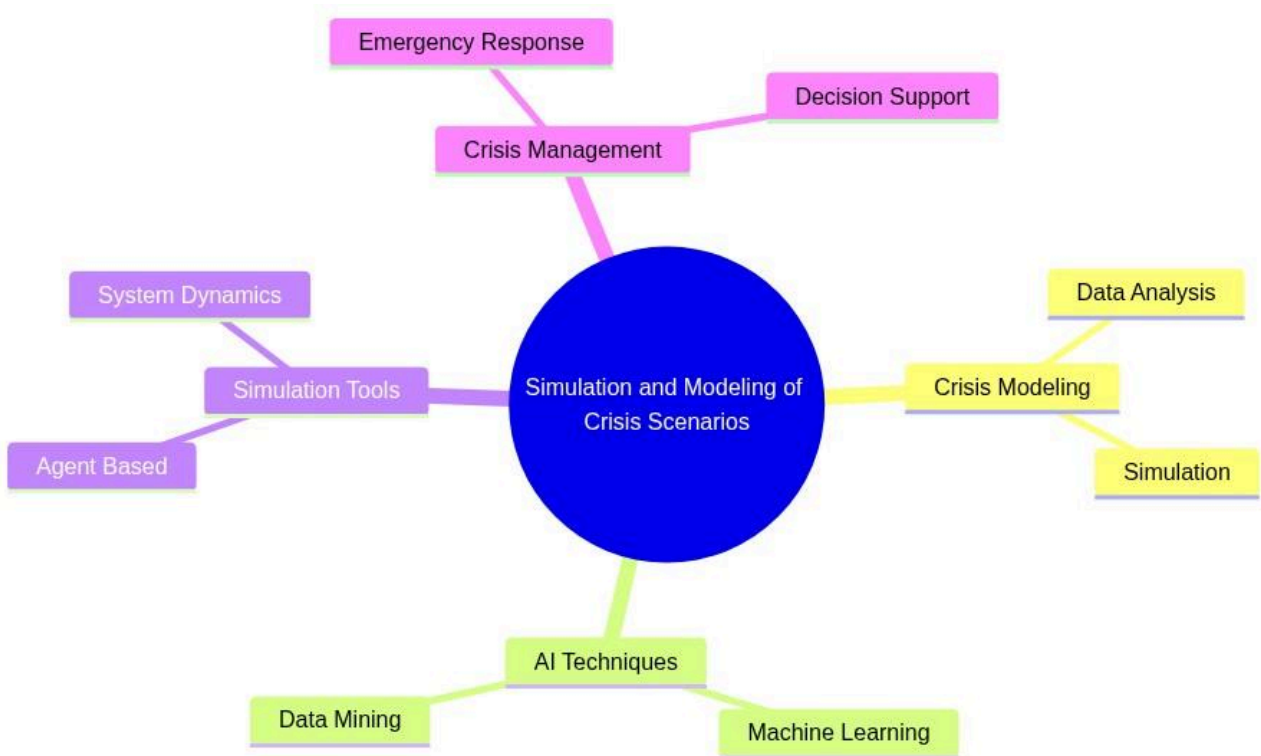 Emergency Response
Decision Support
Crisis Management
System Dynamics
Data Analysis
Simulation Tools
Simulation and Modeling of
Crisis Scenarios
Crisis Modeling
Agent Based
Simulation
AI Techniques
Data Mining
Machine Learning